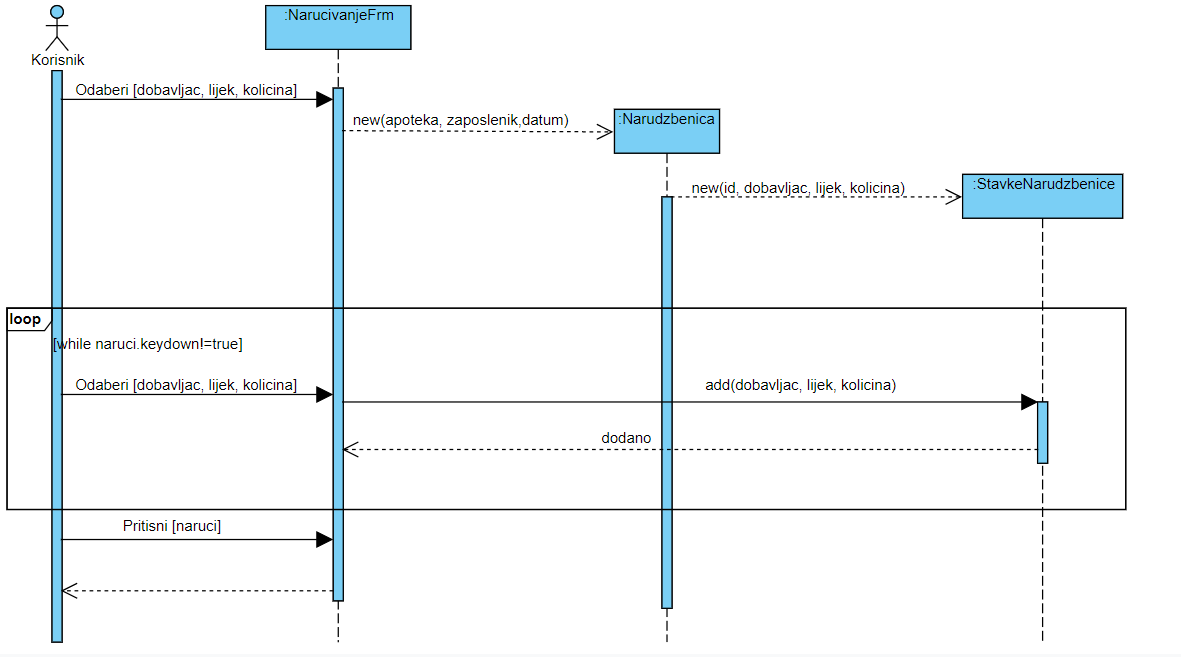 :NarucivanjeFrm
Korisnik
Odaberi [dobavljac, lijek, kolicina]
new(apoteka, zaposlenik,datum)
:Narudzbenica
new(id, dobavljac, lijek, kolicina)
:StavkeNarudzbenice
loop
[while naruci.keydown!=true]
Odaberi [dobavljac, lijek, kolicina]
add(dobavljac, lijek, kolicina)
dodano
Pritisni [naruci]